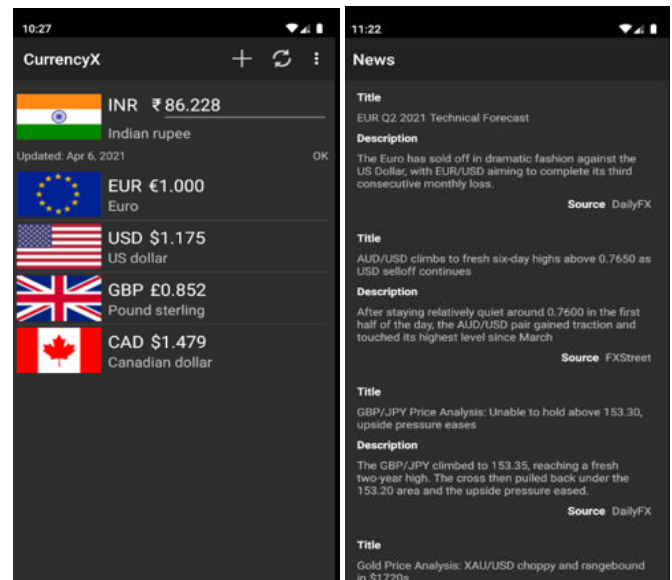 10:27
CurrencyX
INR ₹86.228
Indian rupee
Updated: Apr 6, 2021 OK
EUR €1.000
Euro
USD $1.175
US dollar
GBP £0.852
Pound sterling
CAD $1.479
Canadian dollar
11:22
News
Title
EUR Q2 2021 Technical Forecast
Description
The Euro has sold off in dramatic fashion against the
US Dollar, with EUR/USD aiming to complete its third
consecutive monthly loss.
Source DailyFX
Title
AUD/USD climbs to fresh six-day highs above 0.7650 as
USD selloff continues
Description
After staying relatively quiet around 0.7600 in the first
half of the day, the AUD/USD pair gained traction and
touched its highest level since March
Source FXStreet
Title
GBP/JPY Price Analysis: Unable to hold above 153.30,
upside pressure eases
Description
The GBP/JPY climbed to 153.35, reaching a fresh
two-year high. The cross then pulled back under the
153.20 area and the upside pressure eased.
Source DailyFX
Title
Gold Price Analysis: XAU/USD choppy and rangebound
in $1720s